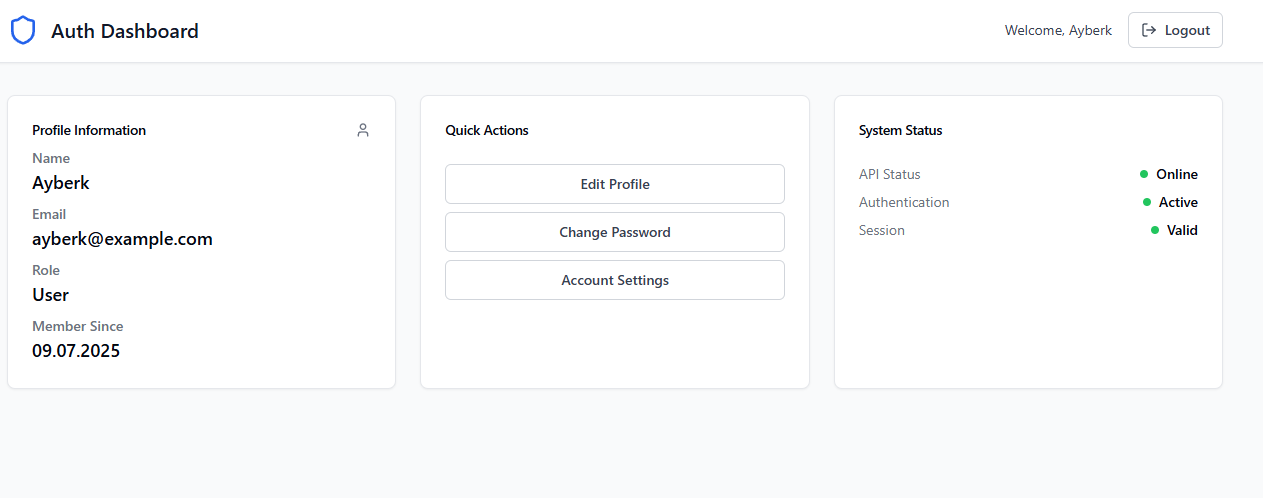 Auth Dashboard
Welcome, Ayberk
Logout
Profile Information
Name
Ayberk
Email
ayberk@example.com
Role
User
Member Since
09.07.2025
Quick Actions
Edit Profile
Change Password
Account Settings
System Status
API Status Online
Authentication Active
Session Valid